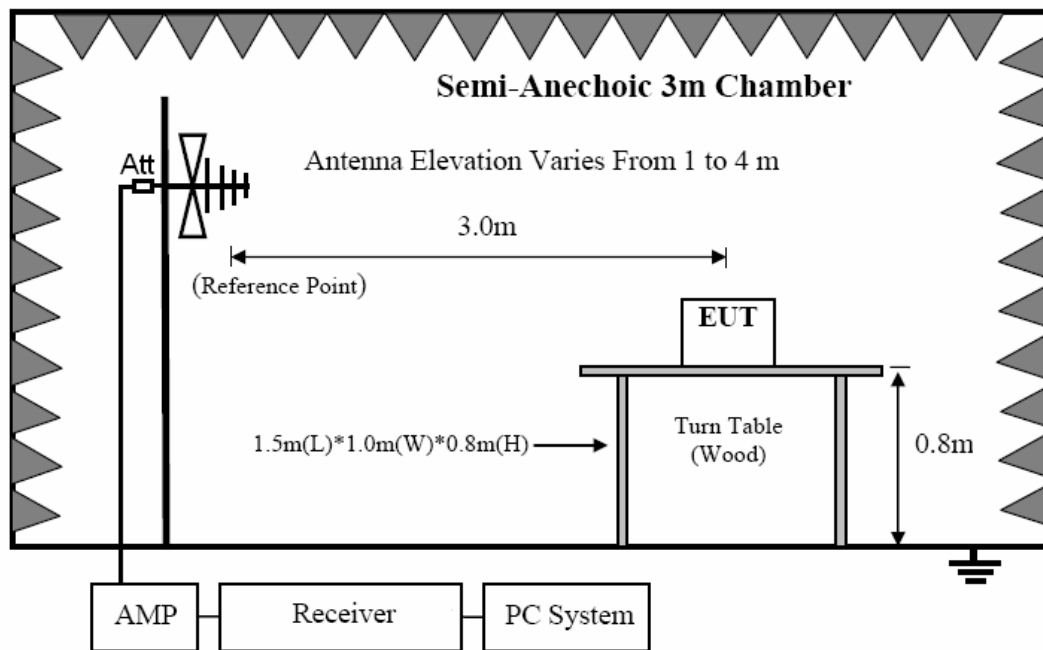 Semi-Anechoic 3m Chamber
Att
Antenna Elevation Varies From 1 to 4 m
3.0m
(Reference Point)
EUT
1.5m(L)*1.0m(W)*0.8m(H)
Turn Table
(Wood)
0.8m
AMP
Receiver
PC System